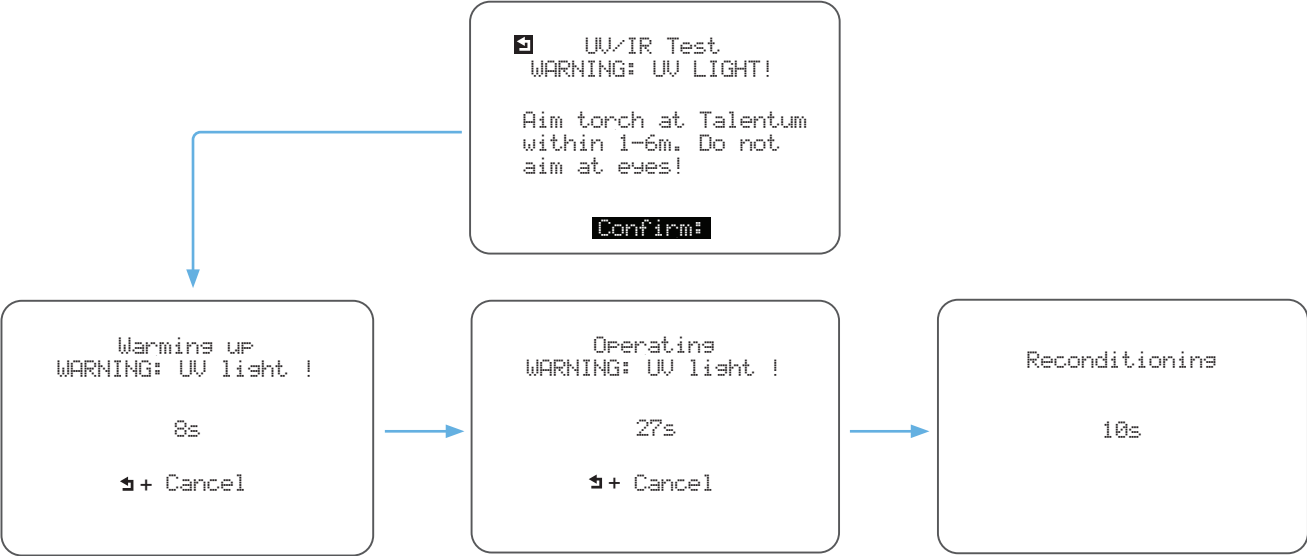 UV/IR Test
WARNING: UV LIGHT!
Aim torch at Talentum
within 1-6m. Do not
aim at eyes!
Confirm:
Warming up
WARNING: UV light !
8s
+ Cancel
Operating
WARNING: UV light !
27s
+ Cancel
Reconditioning
10s